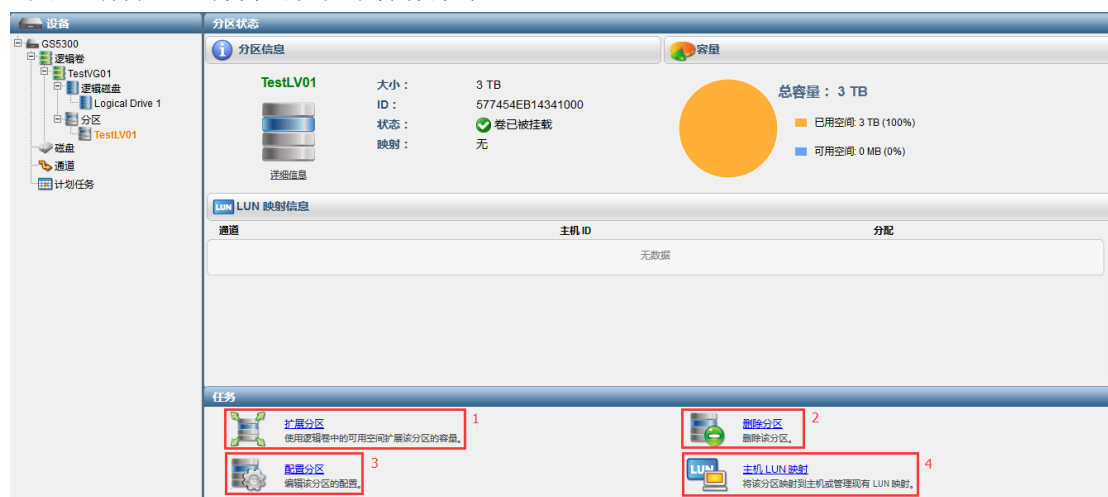 设备
GS5300
逻辑卷
TestVG01
逻辑磁盘
Logical Drive 1
分区
TestLV01
磁盘
通道
计划任务
分区状态
分区信息
TestLV01
详细信息
大小： 3 TB
ID： 577454EB14341000
状态： 卷已被挂载
映射： 无
容量
总容量： 3 TB
已用空间: 3 TB (100%)
可用空间: 0 MB (0%)
LUN LUN 映射信息
通道 主机 ID 分配
无数据
任务
扩展分区 1
使用逻辑卷中的可用空间扩展该分区的容量。
删除分区 2
删除该分区。
配置分区 3
编辑该分区的配置。
LUN 主机 LUN 映射 4
将该分区映射到主机或管理现有 LUN 映射。